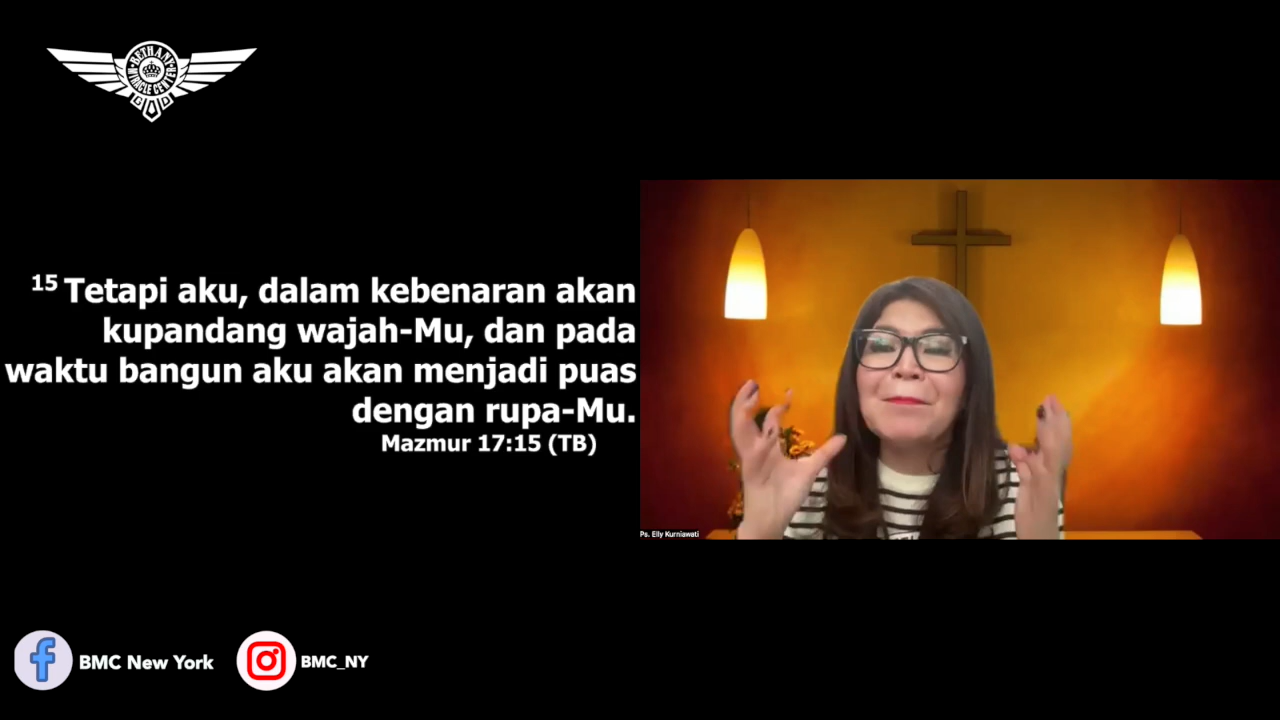 BETHANY
MIRACLE CENTER
GOD
15 Tetapi aku, dalam kebenaran akan
kupandang wajah-Mu, dan pada
waktu bangun aku akan menjadi puas
dengan rupa-Mu.
Mazmur 17:15 (TB)
Ps. Elly Kurniawati
BMC New York
BMC_NY